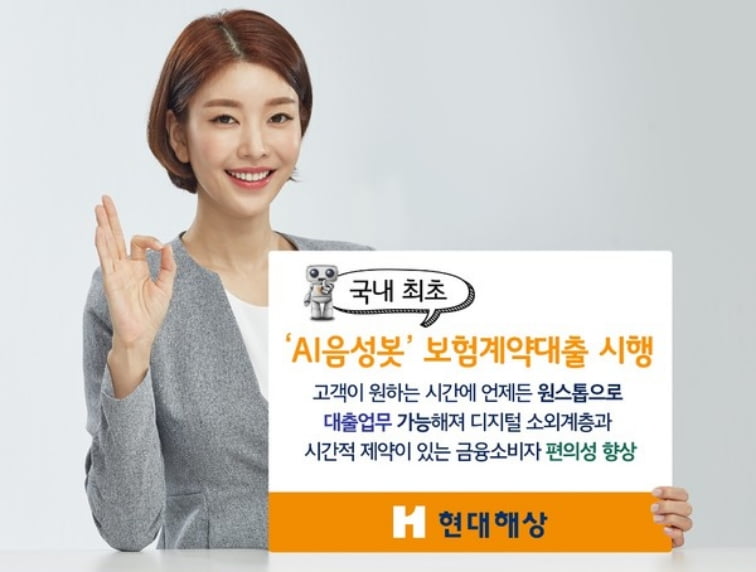 국내 최초
‘AI음성봇’ 보험계약대출 시행
고객이 원하는 시간에 언제든 원스톱으로
대출업무 가능해져 디지털 소외계층과
시간적 제약이 있는 금융소비자 편의성 향상
H 현대해상